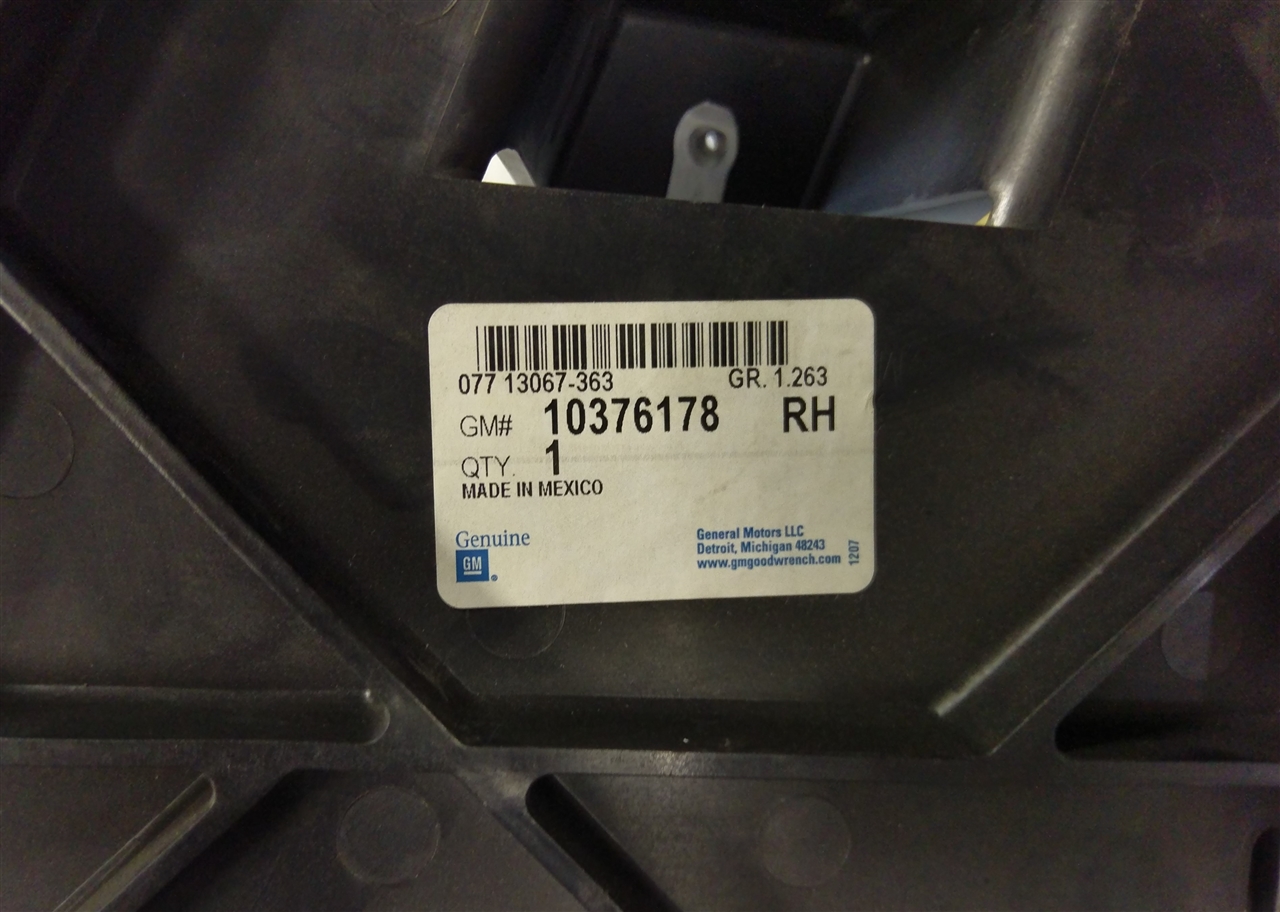 077 13067-363 GR. 1.263
GM# 10376178 RH
QTY. 1
MADE IN MEXICO
Genuine
GM
General Motors LLC
Detroit, Michigan 48243
www.gmgoodwrench.com
1207